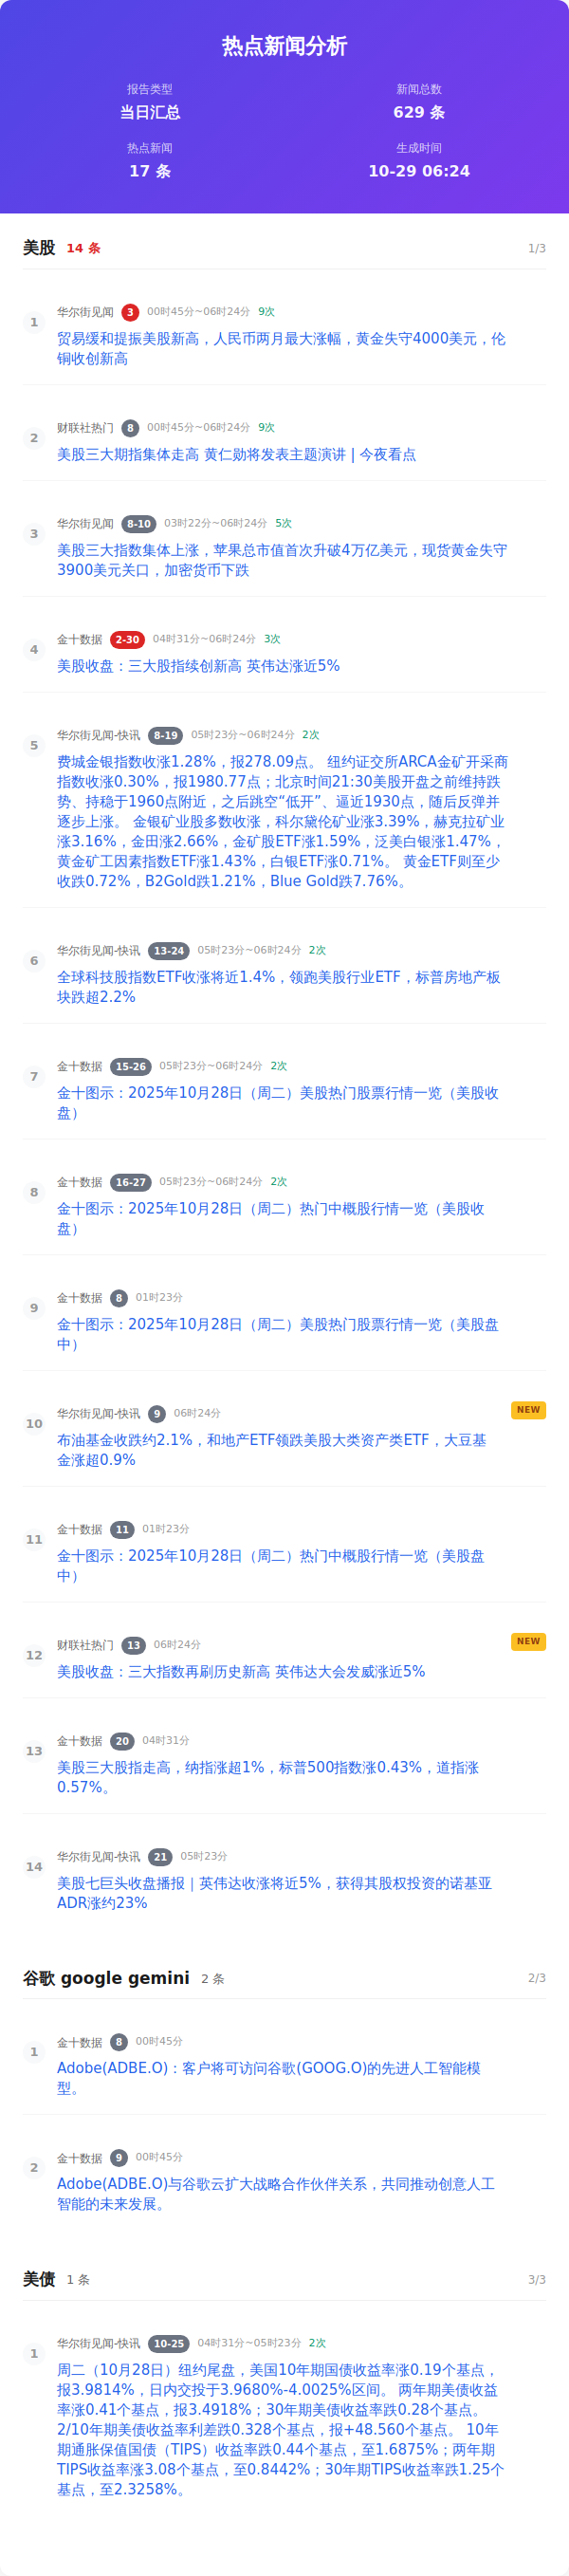 热点新闻分析
报告类型
新闻总数
当日汇总
629 条
热点新闻
生成时间
17 条
10-29 06:24
美股 14 条 1/3
1
华尔街见闻 3 00时45分~06时24分 9次
贸易缓和提振美股新高，人民币两月最大涨幅，黄金失守4000美元，伦
铜收创新高
2
财联社热门 8 00时45分~06时24分 9次
美股三大期指集体走高 黄仁勋将发表主题演讲 | 今夜看点
3
华尔街见闻 8-10 03时22分~06时24分 5次
美股三大指数集体上涨，苹果总市值首次升破4万亿美元，现货黄金失守
3900美元关口，加密货币下跌
4
金十数据 2-30 04时31分~06时24分 3次
美股收盘：三大股指续创新高 英伟达涨近5%
5
华尔街见闻-快讯 8-19 05时23分~06时24分 2次
费城金银指数收涨1.28%，报278.09点。 纽约证交所ARCA金矿开采商
指数收涨0.30%，报1980.77点；北京时间21:30美股开盘之前维持跌
势、持稳于1960点附近，之后跳空“低开”、逼近1930点，随后反弹并
逐步上涨。 金银矿业股多数收涨，科尔黛伦矿业涨3.39%，赫克拉矿业
涨3.16%，金田涨2.66%，金矿股ETF涨1.59%，泛美白银涨1.47%，
黄金矿工因素指数ETF涨1.43%，白银ETF涨0.71%。 黄金ETF则至少
收跌0.72%，B2Gold跌1.21%，Blue Gold跌7.76%。
6
华尔街见闻-快讯 13-24 05时23分~06时24分 2次
全球科技股指数ETF收涨将近1.4%，领跑美股行业ETF，标普房地产板
块跌超2.2%
7
金十数据 15-26 05时23分~06时24分 2次
金十图示：2025年10月28日（周二）美股热门股票行情一览（美股收
盘）
8
金十数据 16-27 05时23分~06时24分 2次
金十图示：2025年10月28日（周二）热门中概股行情一览（美股收
盘）
9
金十数据 8 01时23分
金十图示：2025年10月28日（周二）美股热门股票行情一览（美股盘
中）
10
华尔街见闻-快讯 9 06时24分 NEW
布油基金收跌约2.1%，和地产ETF领跌美股大类资产类ETF，大豆基
金涨超0.9%
11
金十数据 11 01时23分
金十图示：2025年10月28日（周二）热门中概股行情一览（美股盘
中）
12
财联社热门 13 06时24分 NEW
美股收盘：三大指数再刷历史新高 英伟达大会发威涨近5%
13
金十数据 20 04时31分
美股三大股指走高，纳指涨超1%，标普500指数涨0.43%，道指涨
0.57%。
14
华尔街见闻-快讯 21 05时23分
美股七巨头收盘播报｜英伟达收涨将近5%，获得其股权投资的诺基亚
ADR涨约23%
谷歌 google gemini 2 条 2/3
1
金十数据 8 00时45分
Adobe(ADBE.O)：客户将可访问谷歌(GOOG.O)的先进人工智能模
型。
2
金十数据 9 00时45分
Adobe(ADBE.O)与谷歌云扩大战略合作伙伴关系，共同推动创意人工
智能的未来发展。
美债 1 条 3/3
1
华尔街见闻-快讯 10-25 04时31分~05时23分 2次
周二（10月28日）纽约尾盘，美国10年期国债收益率涨0.19个基点，
报3.9814%，日内交投于3.9680%-4.0025%区间。 两年期美债收益
率涨0.41个基点，报3.4918%；30年期美债收益率跌0.28个基点。
2/10年期美债收益率利差跌0.328个基点，报+48.560个基点。 10年
期通胀保值国债（TIPS）收益率跌0.44个基点，至1.6875%；两年期
TIPS收益率涨3.08个基点，至0.8442%；30年期TIPS收益率跌1.25个
基点，至2.3258%。